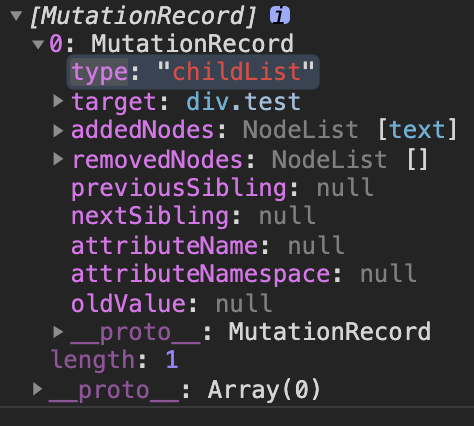 ▼ [MutationRecord] i
▼ 0: MutationRecord
type: "childList"
▶ target: div.test
▶ addedNodes: NodeList [text]
▶ removedNodes: NodeList []
previousSibling: null
nextSibling: null
attributeName: null
attributeNamespace: null
oldValue: null
▶ __proto__: MutationRecord
length: 1
▶ __proto__: Array(0)